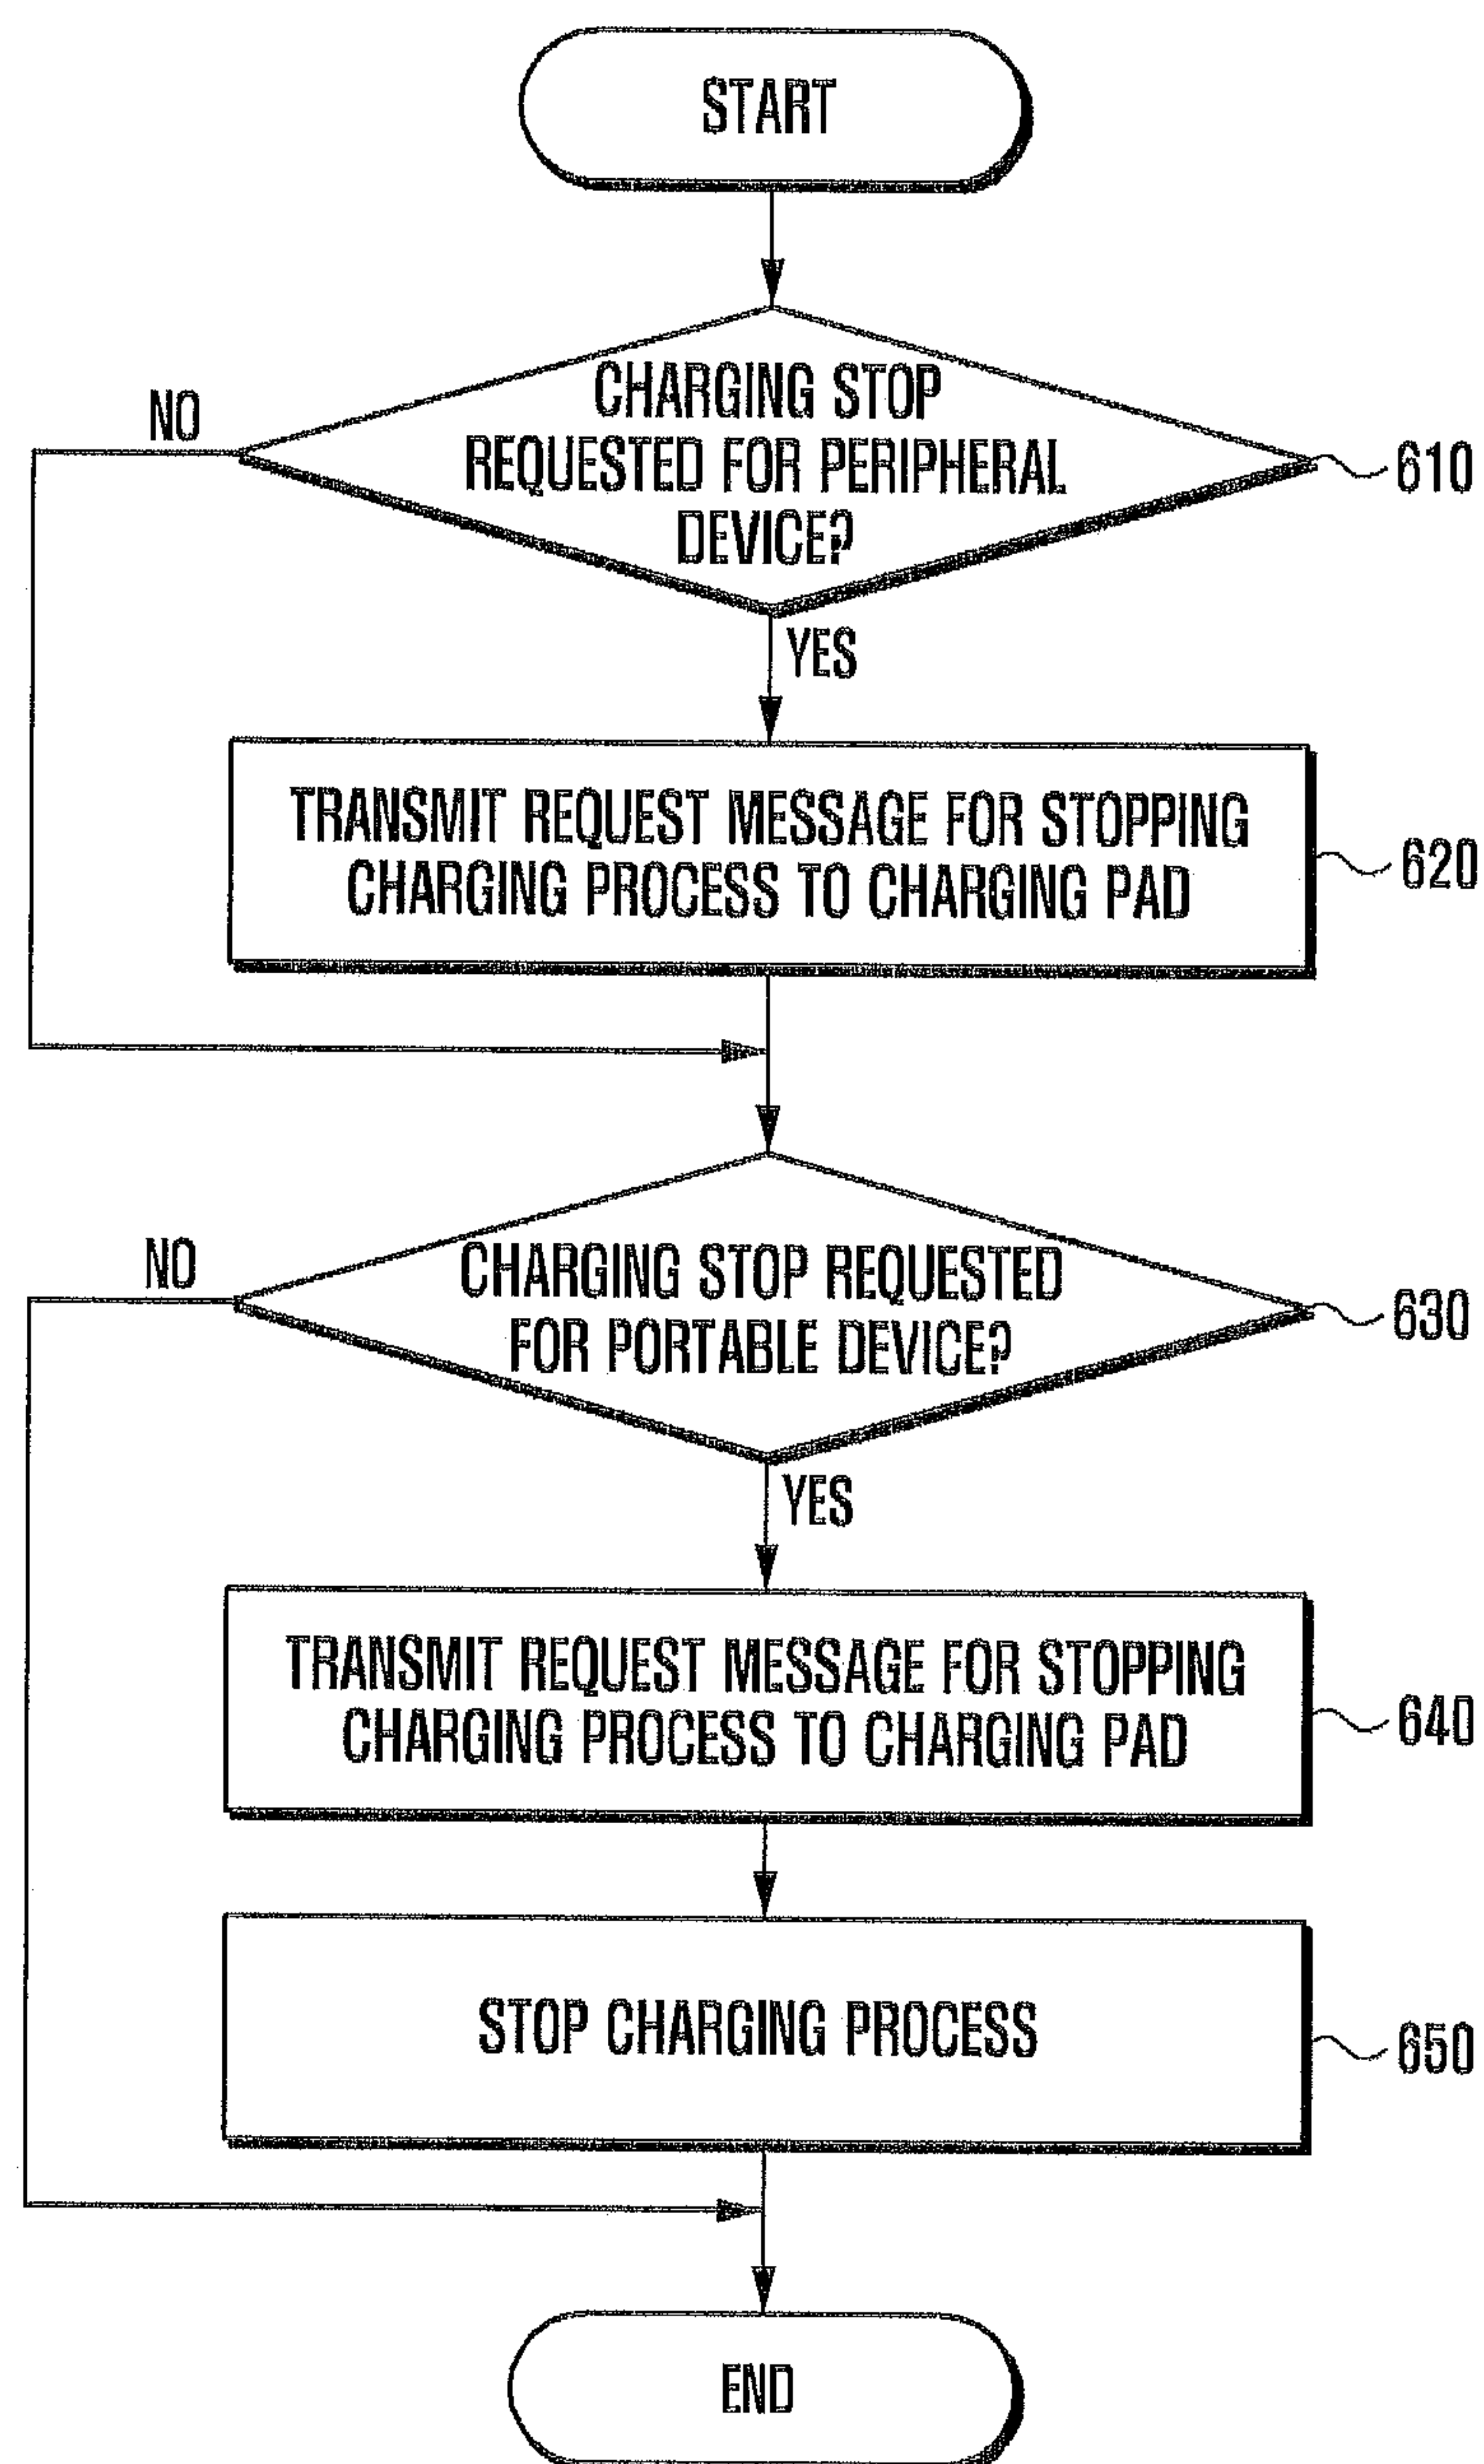 START
CHARGING STOP
REQUESTED FOR PERIPHERAL
DEVICE?
NO
610
YES
TRANSMIT REQUEST MESSAGE FOR STOPPING
CHARGING PROCESS TO CHARGING PAD
620
CHARGING STOP REQUESTED
FOR PORTABLE DEVICE?
NO
630
YES
TRANSMIT REQUEST MESSAGE FOR STOPPING
CHARGING PROCESS TO CHARGING PAD
640
STOP CHARGING PROCESS
650
END